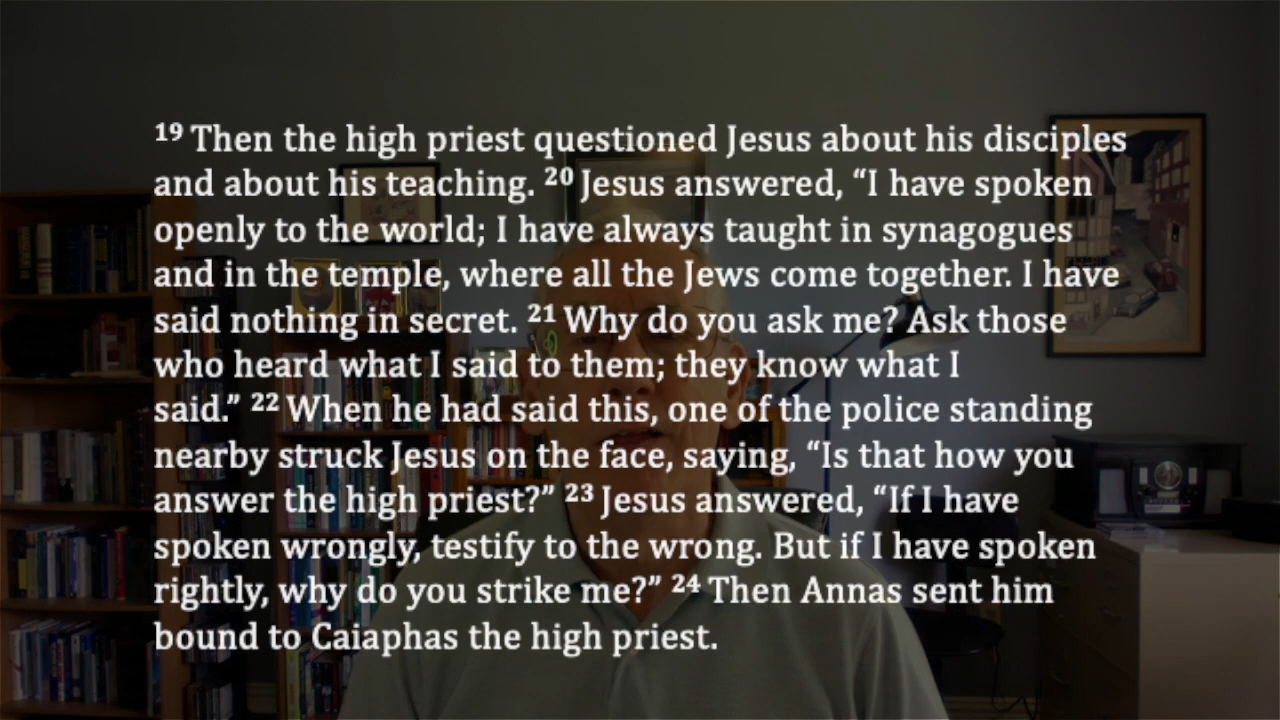 19 Then the high priest questioned Jesus about his disciples
and about his teaching. 20 Jesus answered, “I have spoken
openly to the world; I have always taught in synagogues
and in the temple, where all the Jews come together. I have
said nothing in secret. 21 Why do you ask me? Ask those
who heard what I said to them; they know what I
said.” 22 When he had said this, one of the police standing
nearby struck Jesus on the face, saying, “Is that how you
answer the high priest?” 23 Jesus answered, “If I have
spoken wrongly, testify to the wrong. But if I have spoken
rightly, why do you strike me?” 24 Then Annas sent him
bound to Caiaphas the high priest.